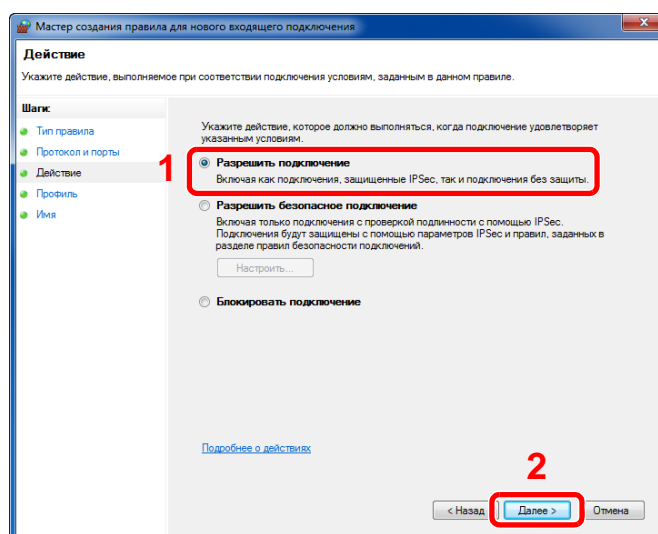 Мастер создания правила для нового входящего подключения
Действие
Укажите действие, выполняемое при соответствии подключения условиям, заданным в данном правиле.
Шаги:
Тип правила
Протокол и порты
Действие
Профиль
Имя
Укажите действие, которое должно выполняться, когда подключение удовлетворяет
указанным условиям.
1
Разрешить подключение
Включая как подключения, защищенные IPSec, так и подключения без защиты.
Разрешить безопасное подключение
Включая только подключения с проверкой подлинности с помощью IPSec.
Подключения будут защищены с помощью параметров IPSec и правил, заданных в
разделе правил безопасности подключений.
Настроить...
Блокировать подключение
Подробнее о действиях
2
< Назад
Далее >
Отмена